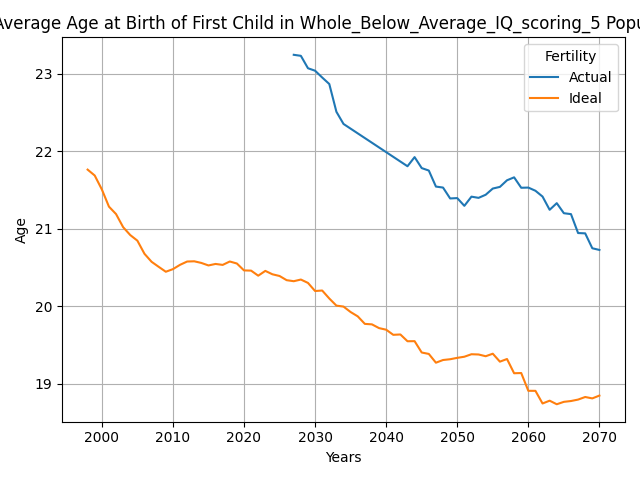 Average Age at Birth of First Child in Whole_Below_Average_IQ_scoring_5 Popu
Fertility
Actual
Ideal
23
22
21
20
19
Age
2000 2010 2020 2030 2040 2050 2060 2070
Years